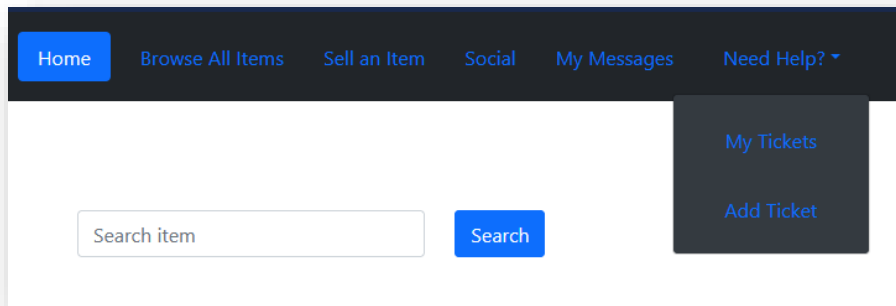 Home Browse All Items Sell an Item Social My Messages Need Help?
My Tickets
Add Ticket
Search item Search